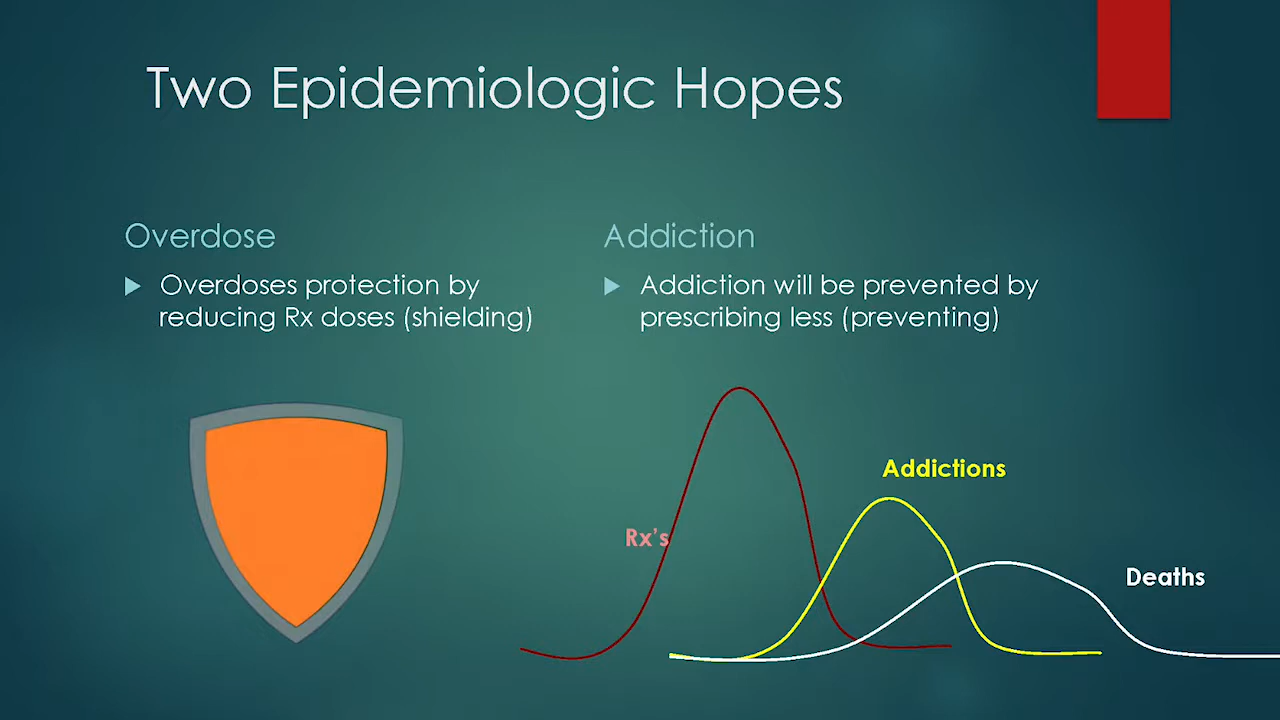 Two Epidemiologic Hopes
Overdose
Overdoses protection by
reducing Rx doses (shielding)
Addiction
Addiction will be prevented by
prescribing less (preventing)
Addictions
Rx's
Deaths